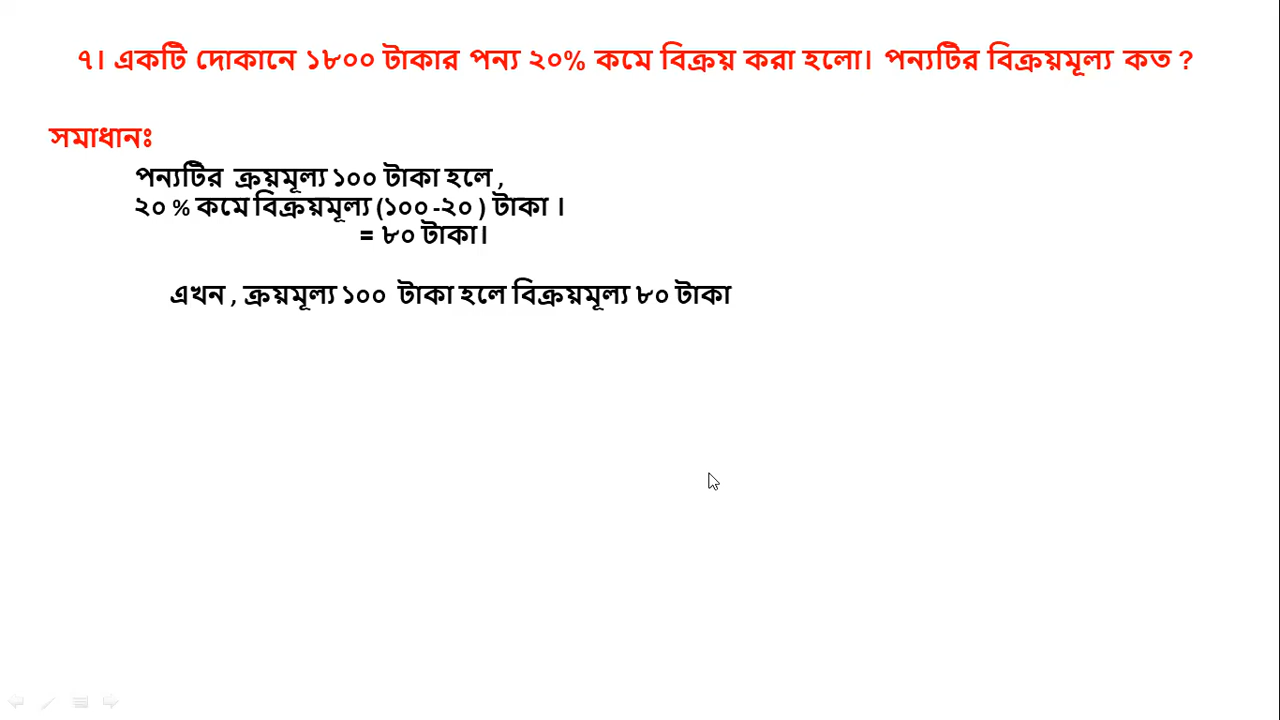 ৭। একটি দোকানে ১৮০০ টাকার পন্য ২০% কমে বিক্রয় করা হলো। পন্যটির বিক্রয়মূল্য কত ?
সমাধানঃ
পন্যটির ক্রয়মূল্য ১০০ টাকা হলে ,
২০ % কমে বিক্রয়মূল্য (১০০ -২০ ) টাকা ।
= ৮০ টাকা।
এখন , ক্রয়মূল্য ১০০ টাকা হলে বিক্রয়মূল্য ৮০ টাকা